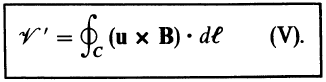 𝒱′ = ∮_C (u × B) · dℓ (V).